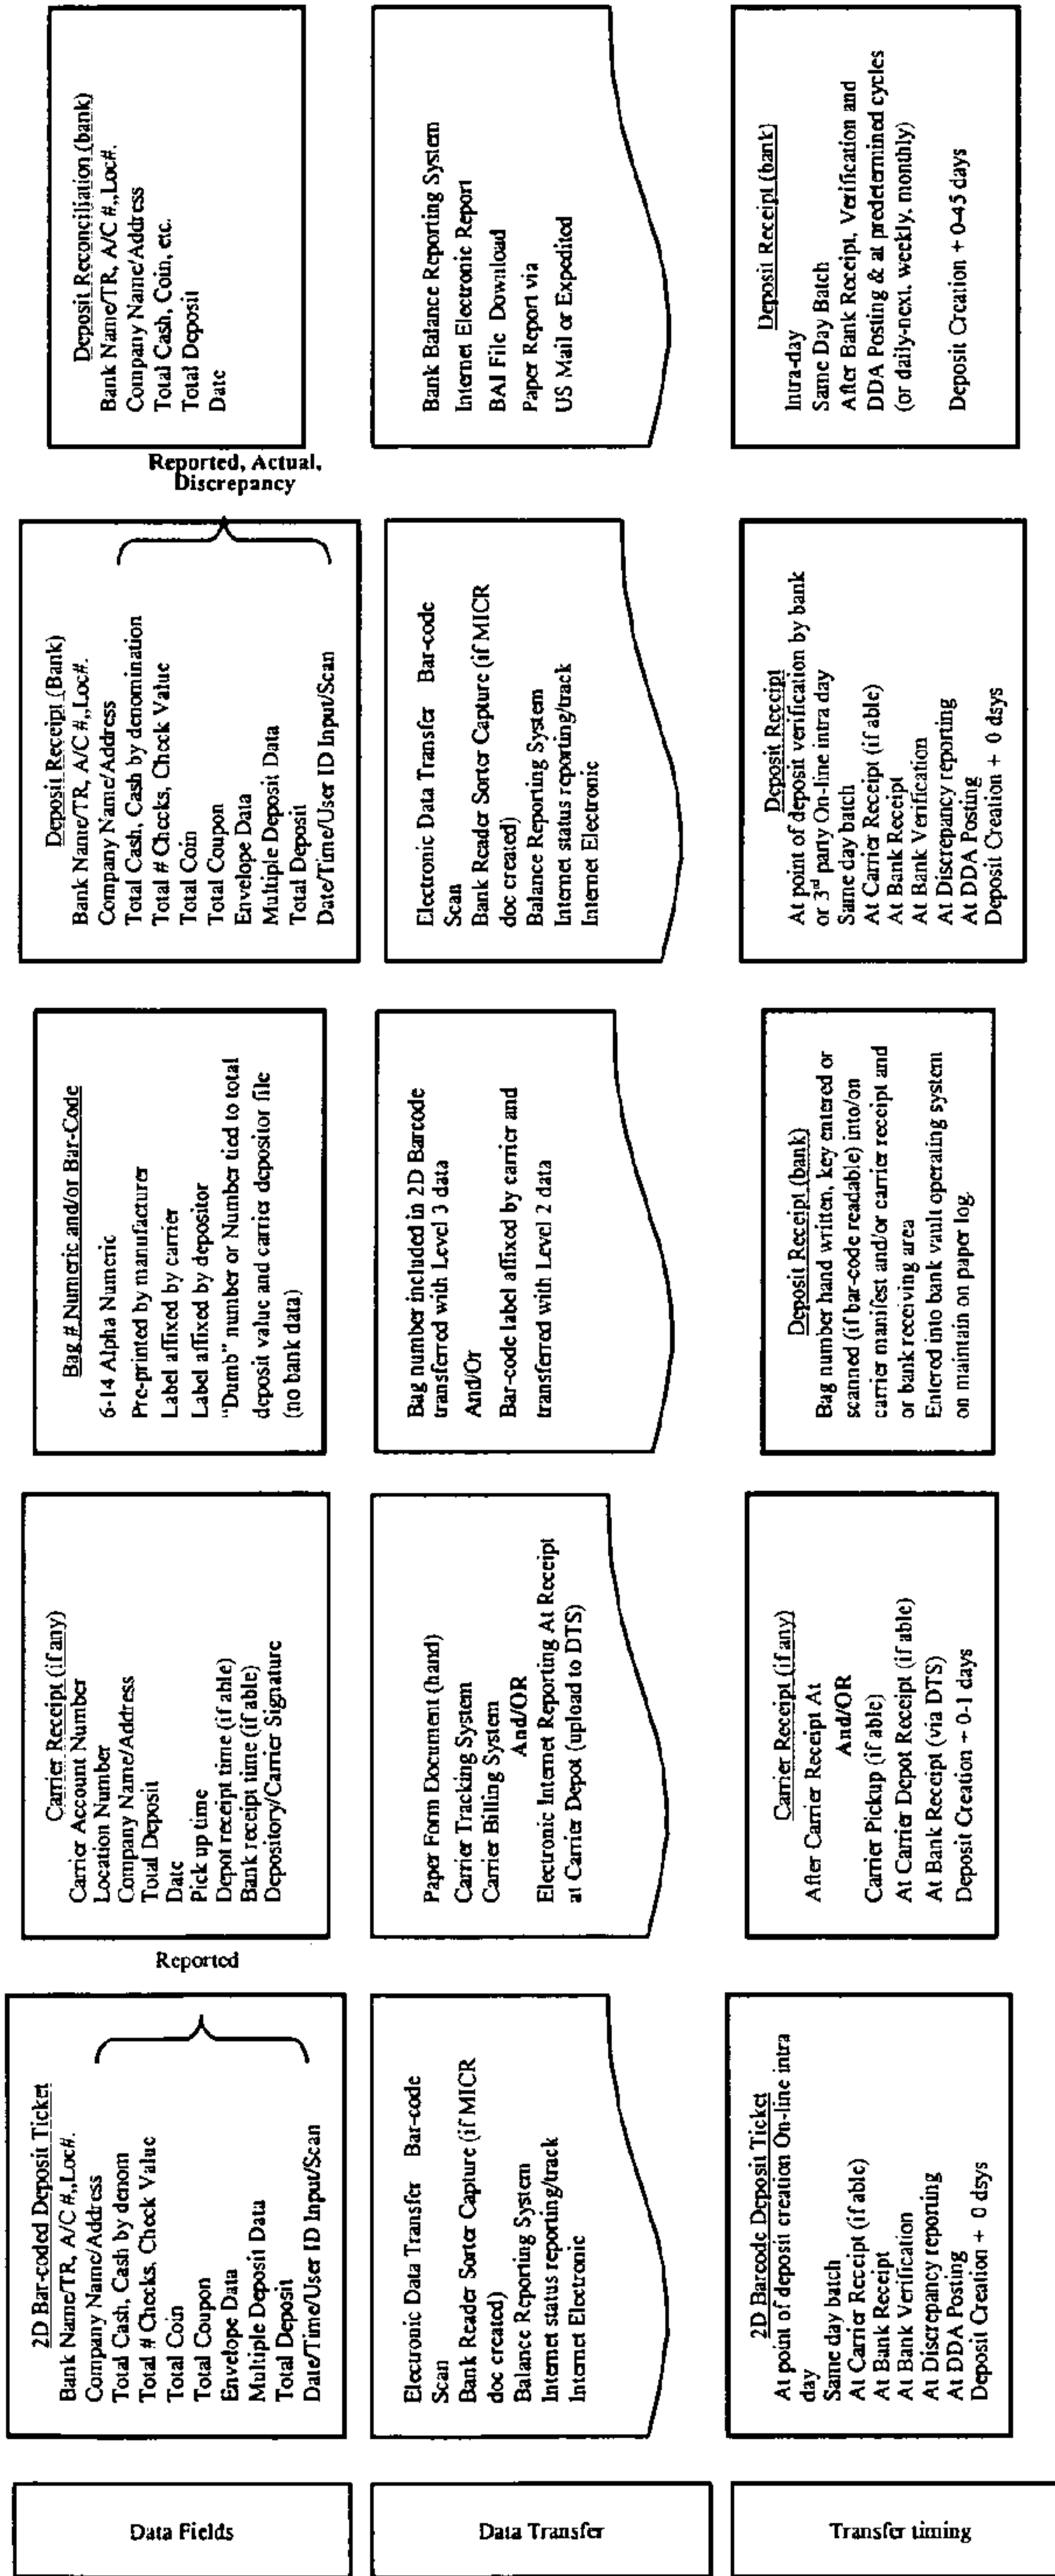 Data Fields
2D Bar-coded Deposit Ticket
Bank Name/TR, A/C #,,Loc#.
Company Name/Address
Total Cash, Cash by denom
Total # Checks, Check Value
Total Coin
Total Coupon
Envelope Data
Multiple Deposit Data
Total Deposit
Date/Time/User ID Input/Scan
Reported
Carrier Receipt (if any)
Carrier Account Number
Location Number
Company Name/Address
Total Deposit
Date
Pick up time
Depot receipt time (if able)
Bank receipt time (if able)
Depository/Carrier Signature
Bag # Numeric and/or Bar-Code
6-14 Alpha Numeric
Pre-printed by manufacturer
Label affixed by carrier
Label affixed by depositor
"Dumb" number or Number tied to total
deposit value and carrier depositor file
(no bank data)
Deposit Receipt (Bank)
Bank Name/TR, A/C #,,Loc#.
Company Name/Address
Total Cash, Cash by denomination
Total # Checks, Check Value
Total Coin
Total Coupon
Envelope Data
Multiple Deposit Data
Total Deposit
Date/Time/User ID Input/Scan
Reported, Actual,
Discrepancy
Deposit Reconciliation (bank)
Bank Name/TR, A/C #,,Loc#.
Company Name/Address
Total Cash, Coin, etc.
Total Deposit
Date
Data Transfer
Electronic Data Transfer Bar-code
Scan
Bank Reader Sorter Capture (if MICR
doc created)
Balance Reporting System
Internet status reporting/track
Internet Electronic
Paper Form Document (hand)
Carrier Tracking System
Carrier Billing System
And/OR
Electronic Internet Reporting At Receipt
at Carrier Depot (upload to DTS)
Bag number included in 2D Barcode
transferred with Level 3 data
And/Or
Bar-code label affixed by carrier and
transferred with Level 2 data
Electronic Data Transfer Bar-code
Scan
Bank Reader Sorter Capture (if MICR
doc created)
Balance Reporting System
Internet status reporting/track
Internet Electronic
Bank Balance Reporting System
Internet Electronic Report
BAI File Download
Paper Report via
US Mail or Expedited
Transfer timing
2D Barcode Deposit Ticket
At point of deposit creation On-line intra
day
Same day batch
At Carrier Receipt (if able)
At Bank Receipt
At Bank Verification
At Discrepancy reporting
At DDA Posting
Deposit Creation + 0 dsys
Carrier Receipt (if any)
After Carrier Receipt At
And/OR
Carrier Pickup (if able)
At Carrier Depot Receipt (if able)
At Bank Receipt (via DTS)
Deposit Creation + 0-1 days
Deposit Receipt (bank)
Bag number hand written, key entered or
scanned (if bar-code readable) into/on
carrier manifest and/or carrier receipt and
or bank receiving area
Entered into bank vault operating system
on maintain on paper log.
Deposit Receipt
At point of deposit verification by bank
or 3rd party On-line intra day
Same day batch
At Carrier Receipt (if able)
At Bank Receipt
At Bank Verification
At Discrepancy reporting
At DDA Posting
Deposit Creation + 0 dsys
Deposit Receipt (bank)
Intra-day
Same Day Batch
After Bank Receipt, Verification and
DDA Posting & at predetermined cycles
(or daily-next, weekly, monthly)
Deposit Creation + 0-45 days